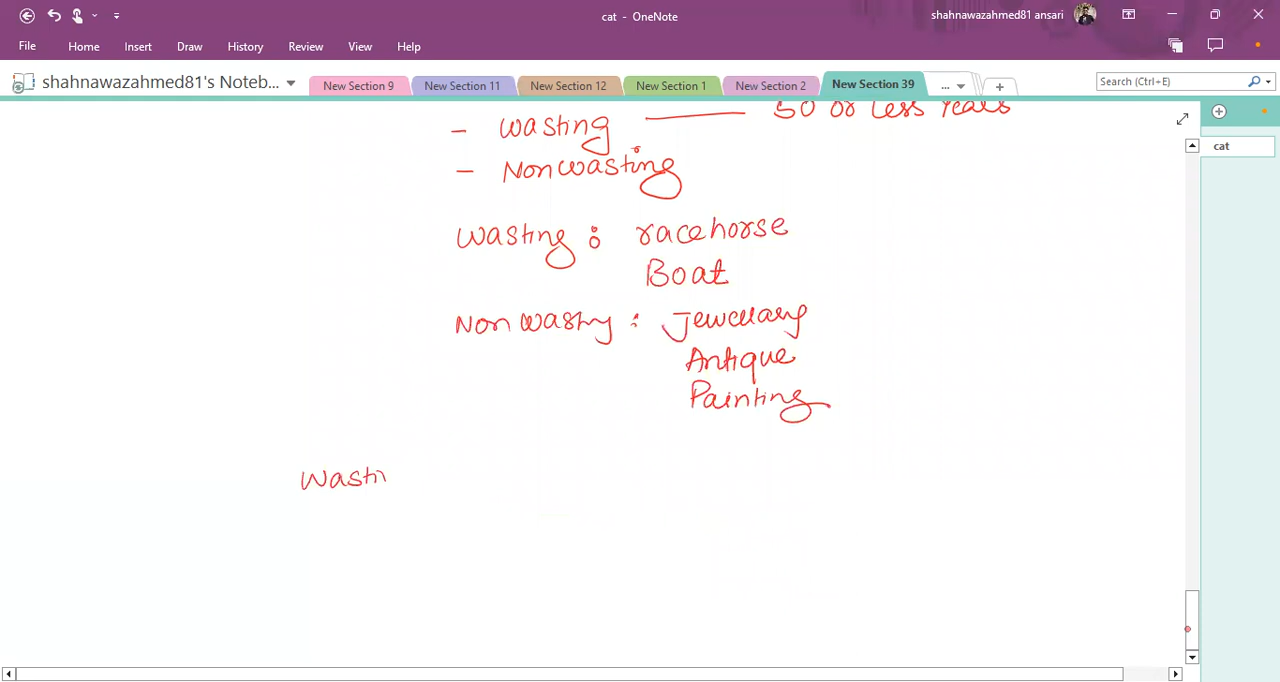 cat - OneNote
shahnawazahmed81 ansari
File Home Insert Draw History Review View Help
shahnawazahmed81's Noteb...
New Section 9 New Section 11 New Section 12 New Section 1 New Section 2 New Section 39 ...
Search (Ctrl+E)
cat
- Wasting — 50 or Less Years
- Nonwasting
Wasting : racehorse
Boat
Non washy : Jewellary
Antique
Painting
Wasti